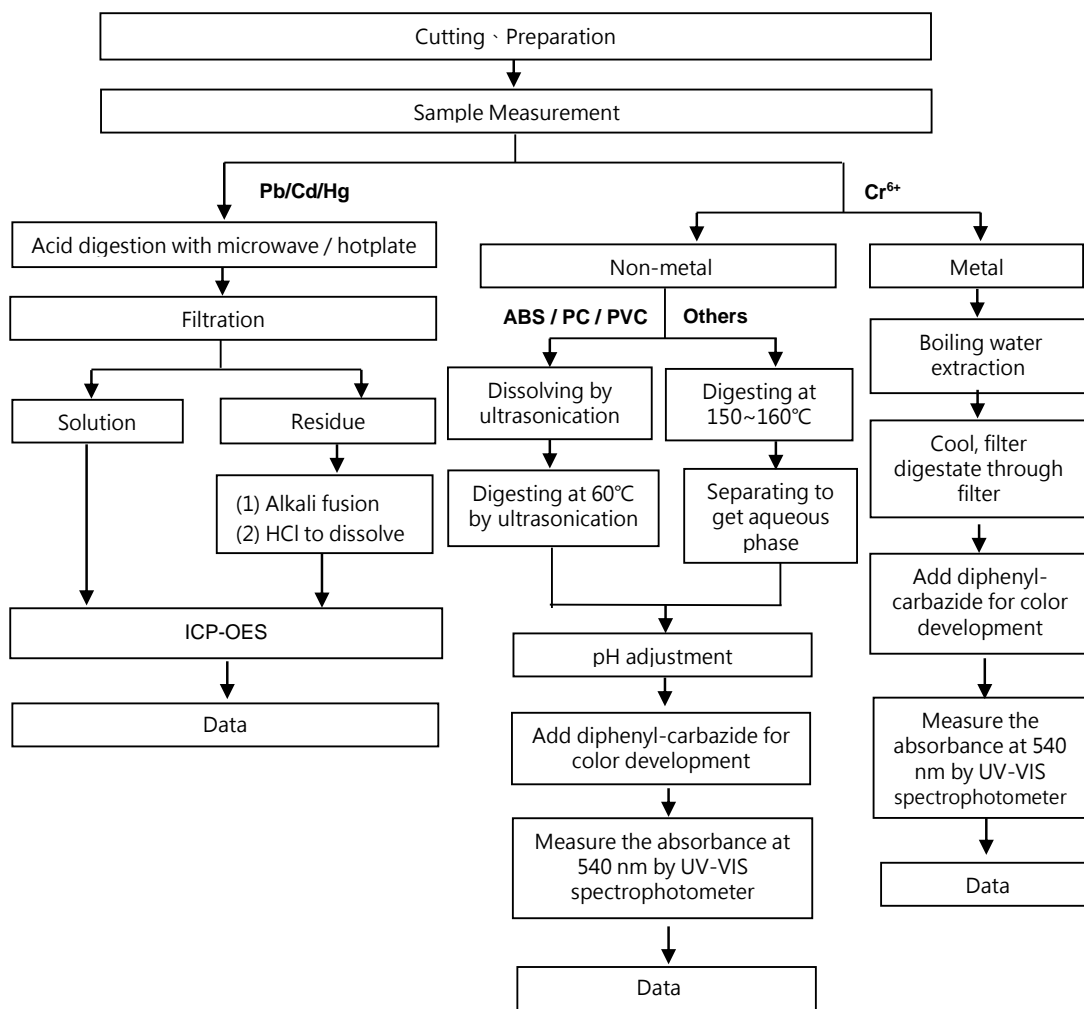 Cutting、Preparation
Sample Measurement
Pb/Cd/Hg
Cr6+
Acid digestion with microwave / hotplate
Filtration
Solution
Residue
(1) Alkali fusion
(2) HCl to dissolve
ICP-OES
Data
Non-metal
ABS / PC / PVC
Others
Dissolving by
ultrasonication
Digesting at 60℃
by ultrasonication
Digesting at
150~160℃
Separating to
get aqueous
phase
pH adjustment
Add diphenyl-carbazide for
color development
Measure the absorbance at
540 nm by UV-VIS
spectrophotometer
Data
Metal
Boiling water
extraction
Cool, filter
digestate through
filter
Add diphenyl-
carbazide for color
development
Measure the
absorbance at 540
nm by UV-VIS
spectrophotometer
Data